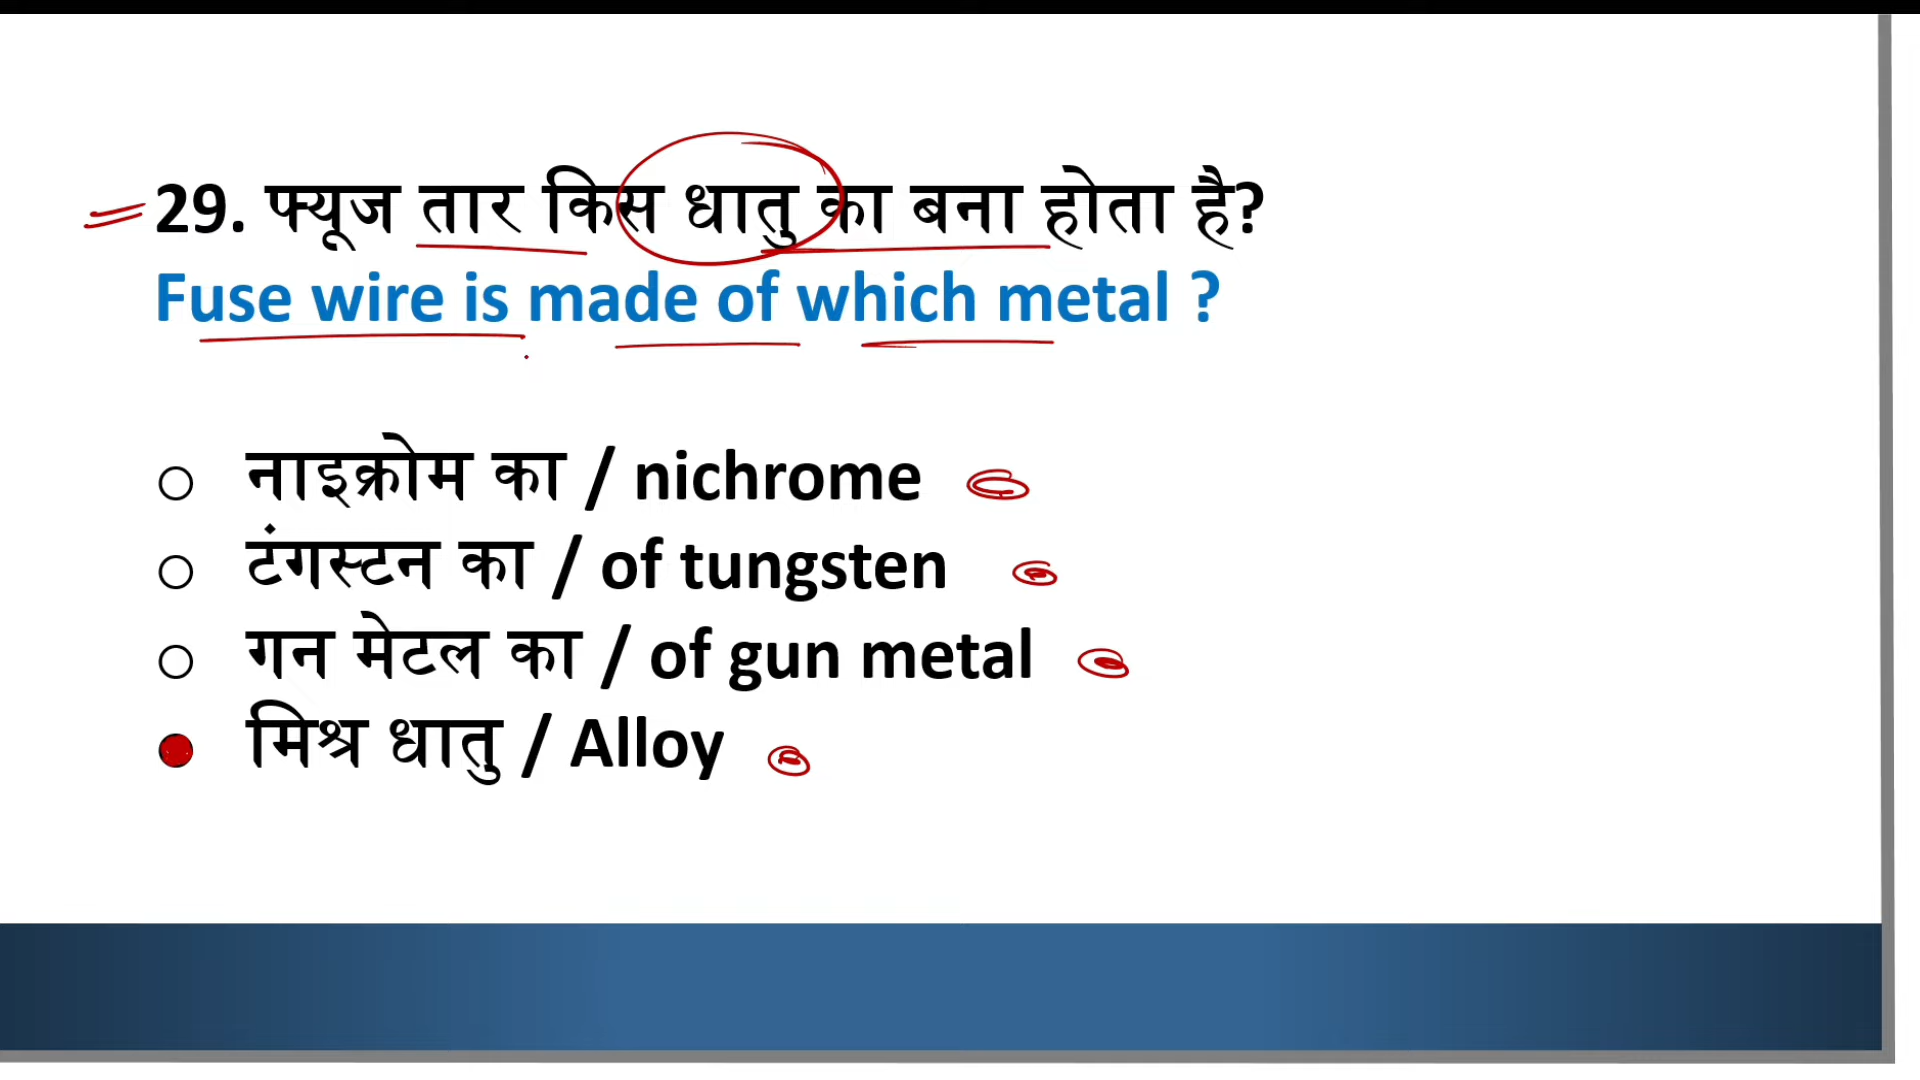 29. फ्यूज तार किस धातु का बना होता है?
Fuse wire is made of which metal ?
नाइक्रोम का / nichrome
टंगस्टन का / of tungsten
गन मेटल का / of gun metal
मिश्र धातु / Alloy